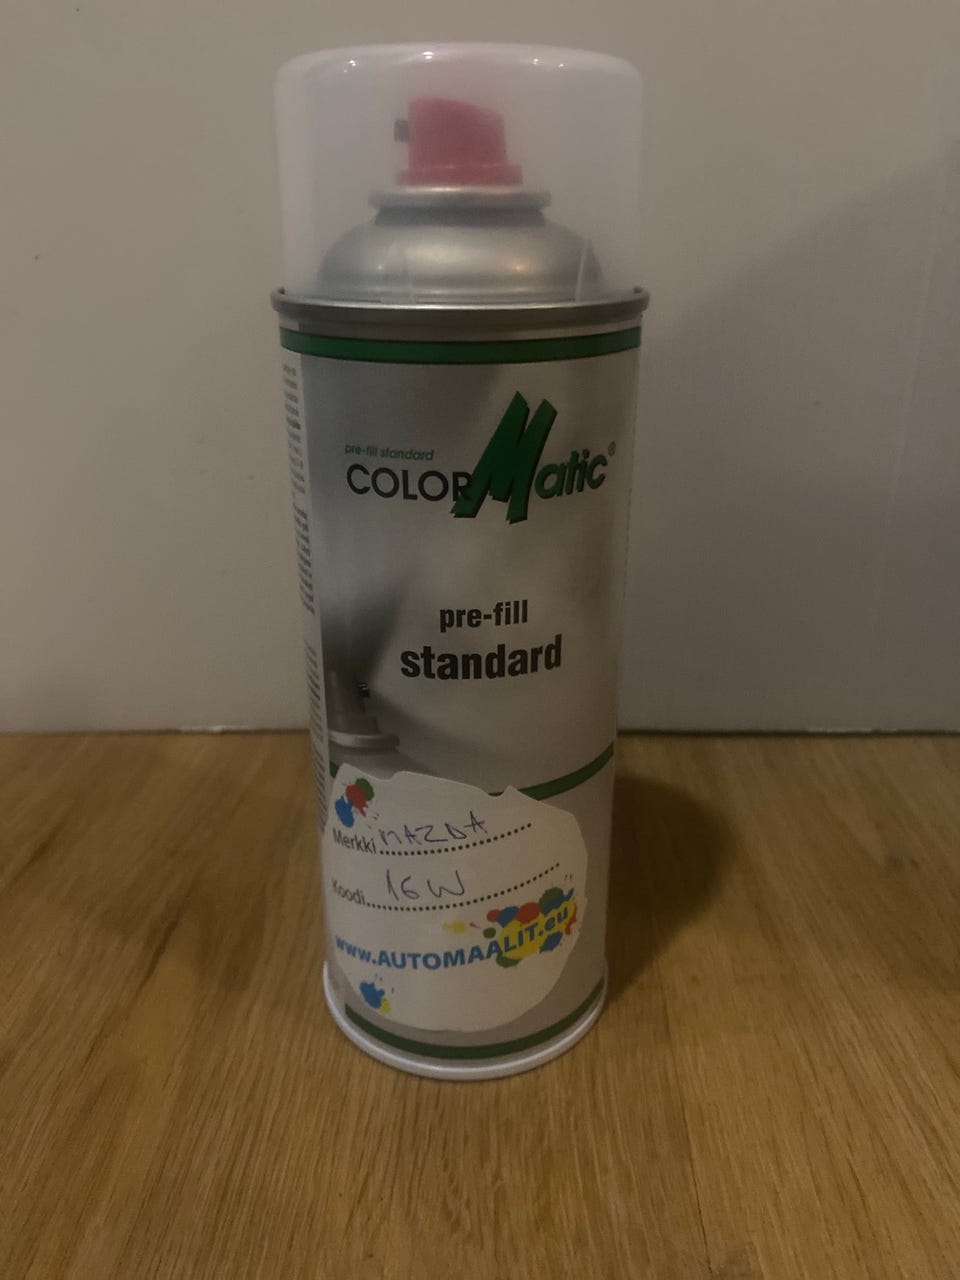 pre-fill standard
COLORMatic®
pre-fill
standard
Merkki MAZDA
Koodi 16W
www.AUTOMAALIT.eu